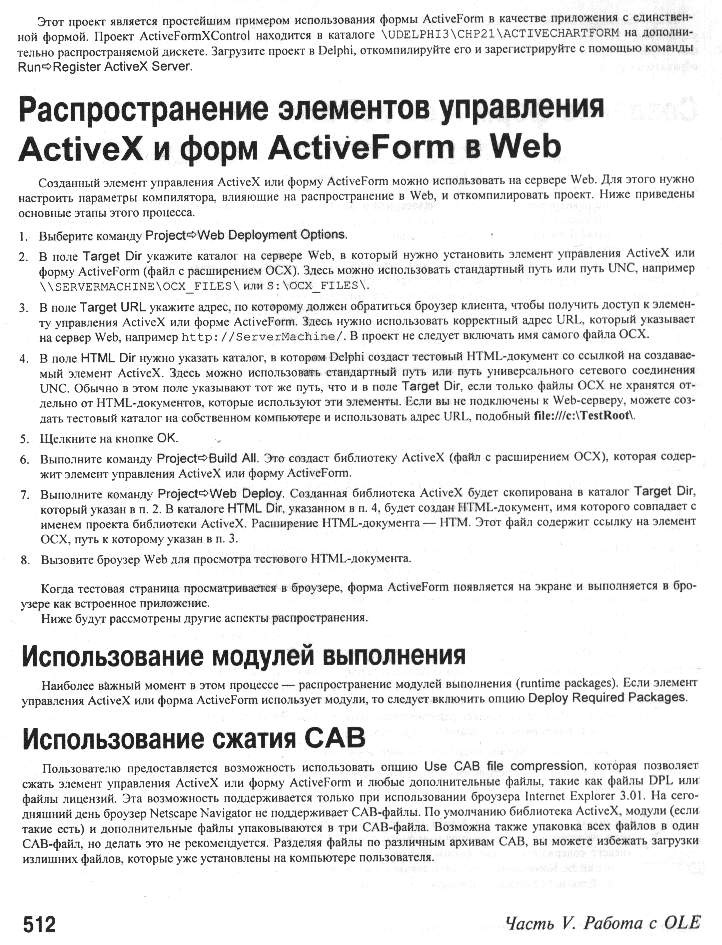 Этот проект является простейшим примером использования формы ActiveForm в качестве приложения с единствен-
ной формой. Проект ActiveFormXControl находится в каталоге \UDELPHI3\CHP21\ACTIVECHARTFORM на дополни-
тельно распространяемой дискете. Загрузите проект в Delphi, откомпилируйте его и зарегистрируйте с помощью команды
Run⇨Register ActiveX Server.
Распространение элементов управления
ActiveX и форм ActiveForm в Web
Созданный элемент управления ActiveX или форму ActiveForm можно использовать на сервере Web. Для этого нужно
настроить параметры компилятора, влияющие на распространение в Web, и откомпилировать проект. Ниже приведены
основные этапы этого процесса.
1. Выберите команду Project⇨Web Deployment Options.
2. В поле Target Dir укажите каталог на сервере Web, в который нужно установить элемент управления ActiveX или
форму ActiveForm (файл с расширением OCX). Здесь можно использовать стандартный путь или путь UNC, например
\\SERVERMACHINE\OCX_FILES\ или S:\OCX_FILES\.
3. В поле Target URL укажите адрес, по которому должен обратиться броузер клиента, чтобы получить доступ к элемен-
ту управления ActiveX или форме ActiveForm. Здесь нужно использовать корректный адрес URL, который указывает
на сервер Web, например http://ServerMachine/. В проект не следует включать имя самого файла OCX.
4. В поле HTML Dir нужно указать каталог, в котором Delphi создаст тестовый HTML-документ со ссылкой на создавае-
мый элемент ActiveX. Здесь можно использовать стандартный путь или путь универсального сетевого соединения
UNC. Обычно в этом поле указывают тот же путь, что и в поле Target Dir, если только файлы OCX не хранятся от-
дельно от HTML-документов, которые используют эти элементы. Если вы не подключены к Web-серверу, можете соз-
дать тестовый каталог на собственном компьютере и использовать адрес URL, подобный file:///c:\TestRoot\.
5. Щелкните на кнопке OK.
6. Выполните команду Project⇨Build All. Это создаст библиотеку ActiveX (файл с расширением OCX), которая содер-
жит элемент управления ActiveX или форму ActiveForm.
7. Выполните команду Project⇨Web Deploy. Созданная библиотека ActiveX будет скопирована в каталог Target Dir,
который указан в п. 2. В каталоге HTML Dir, указанном в п. 4, будет создан HTML-документ, имя которого совпадает с
именем проекта библиотеки ActiveX. Расширение HTML-документа — HTM. Этот файл содержит ссылку на элемент
OCX, путь к которому указан в п. 3.
8. Вызовите броузер Web для просмотра тестового HTML-документа.
Когда тестовая страница просматривается в броузере, форма ActiveForm появляется на экране и выполняется в бро-
узере как встроенное приложение.
Ниже будут рассмотрены другие аспекты распространения.
Использование модулей выполнения
Наиболее важный момент в этом процессе — распространение модулей выполнения (runtime packages). Если элемент
управления ActiveX или форма ActiveForm использует модули, то следует включить опцию Deploy Required Packages.
Использование сжатия CAB
Пользователю предоставляется возможность использовать опцию Use CAB file compression, которая позволяет
сжать элемент управления ActiveX или форму ActiveForm и любые дополнительные файлы, такие как файлы DPL или
файлы лицензий. Эта возможность поддерживается только при использовании броузера Internet Explorer 3.01. На сего-
дняшний день броузер Netscape Navigator не поддерживает CAB-файлы. По умолчанию библиотека ActiveX, модули (если
такие есть) и дополнительные файлы упаковываются в три CAB-файла. Возможна также упаковка всех файлов в один
CAB-файл, но делать это не рекомендуется. Разделяя файлы по различным архивам CAB, вы можете избежать загрузки
излишних файлов, которые уже установлены на компьютере пользователя.
512
Часть V. Работа с OLE